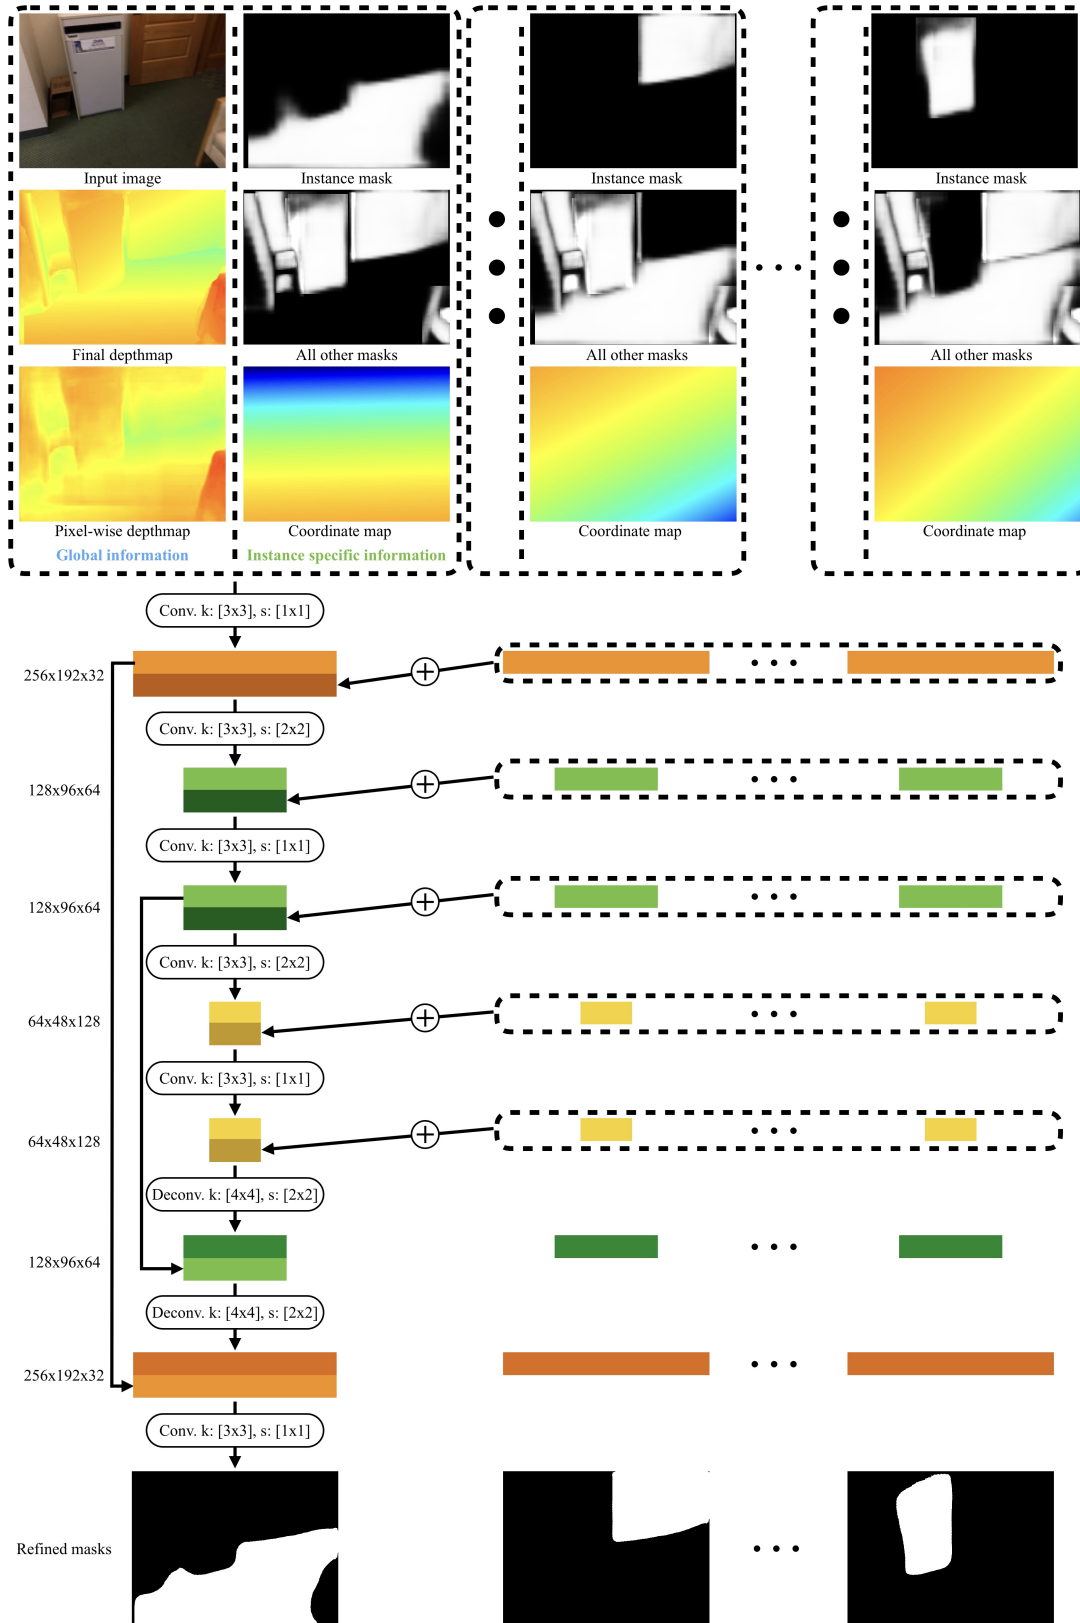 Input image
Instance mask
Instance mask
Instance mask
Final depthmap
All other masks
All other masks
All other masks
Pixel-wise depthmap
Coordinate map
Coordinate map
Coordinate map
Global information
Instance specific information
Conv. k: [3x3], s: [1x1]
256x192x32
Conv. k: [3x3], s: [2x2]
128x96x64
Conv. k: [3x3], s: [1x1]
128x96x64
Conv. k: [3x3], s: [2x2]
64x48x128
Conv. k: [3x3], s: [1x1]
64x48x128
Deconv. k: [4x4], s: [2x2]
128x96x64
Deconv. k: [4x4], s: [2x2]
256x192x32
Conv. k: [3x3], s: [1x1]
Refined masks